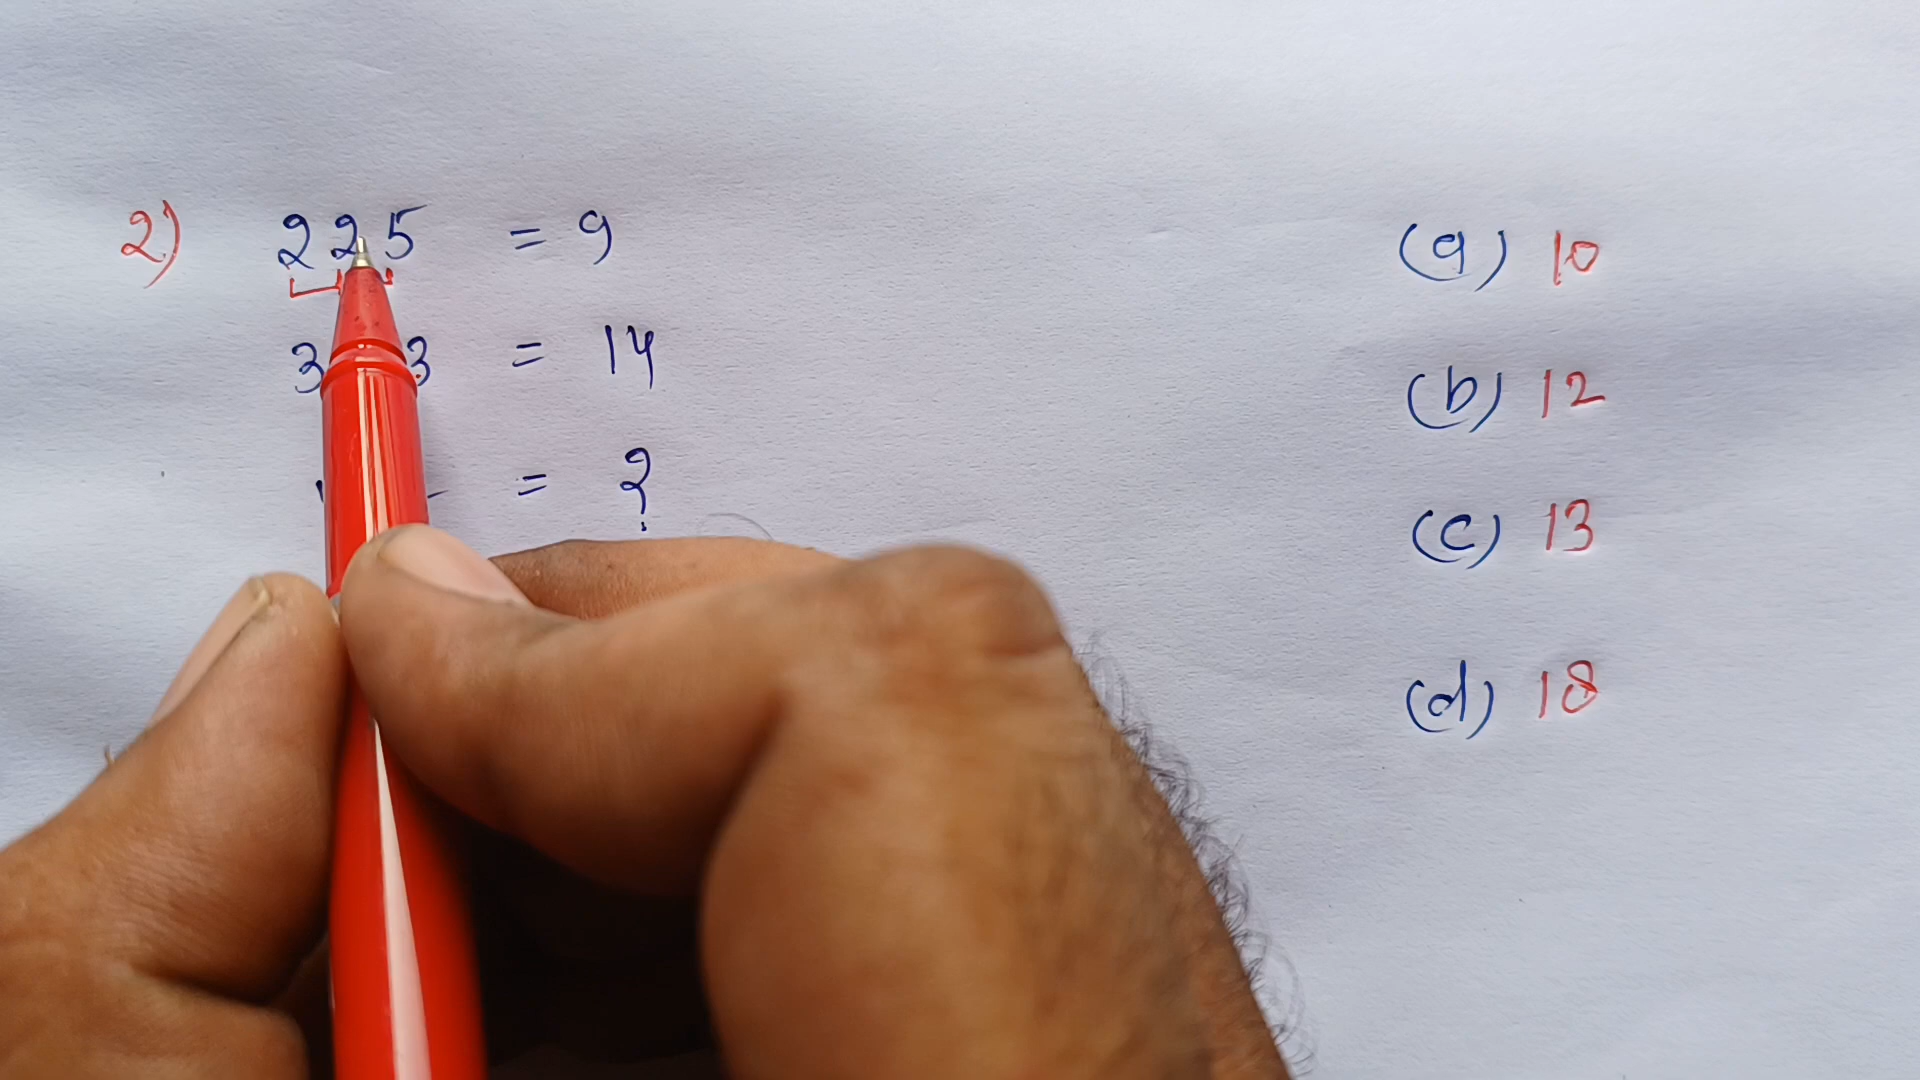 2) 225 = 9
3 3 = 14
= ?
(a) 10
(b) 12
(c) 13
(d) 18